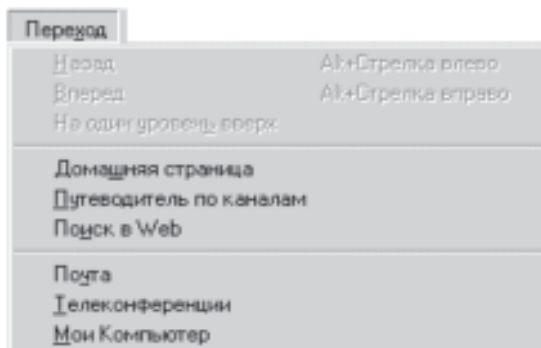 Переход
Назад Alt+Стрелка влево
Вперед Alt+Стрелка вправо
На один уровень вверх
Домашняя страница
Путеводитель по каналам
Поиск в Web
Почта
Телеконференции
Мои Компьютер